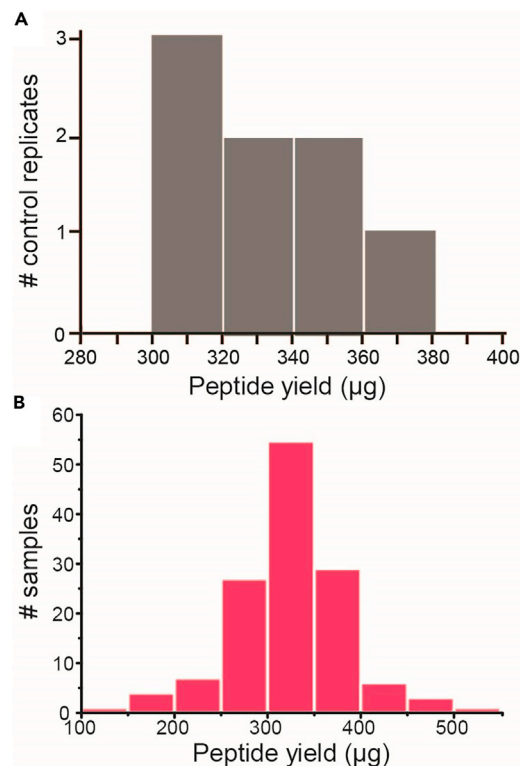 A
3
2
1
0
# control replicates
280 300 320 340 360 380 400
Peptide yield (µg)
B
60
50
40
30
20
10
0
# samples
100 200 300 400 500
Peptide yield (µg)